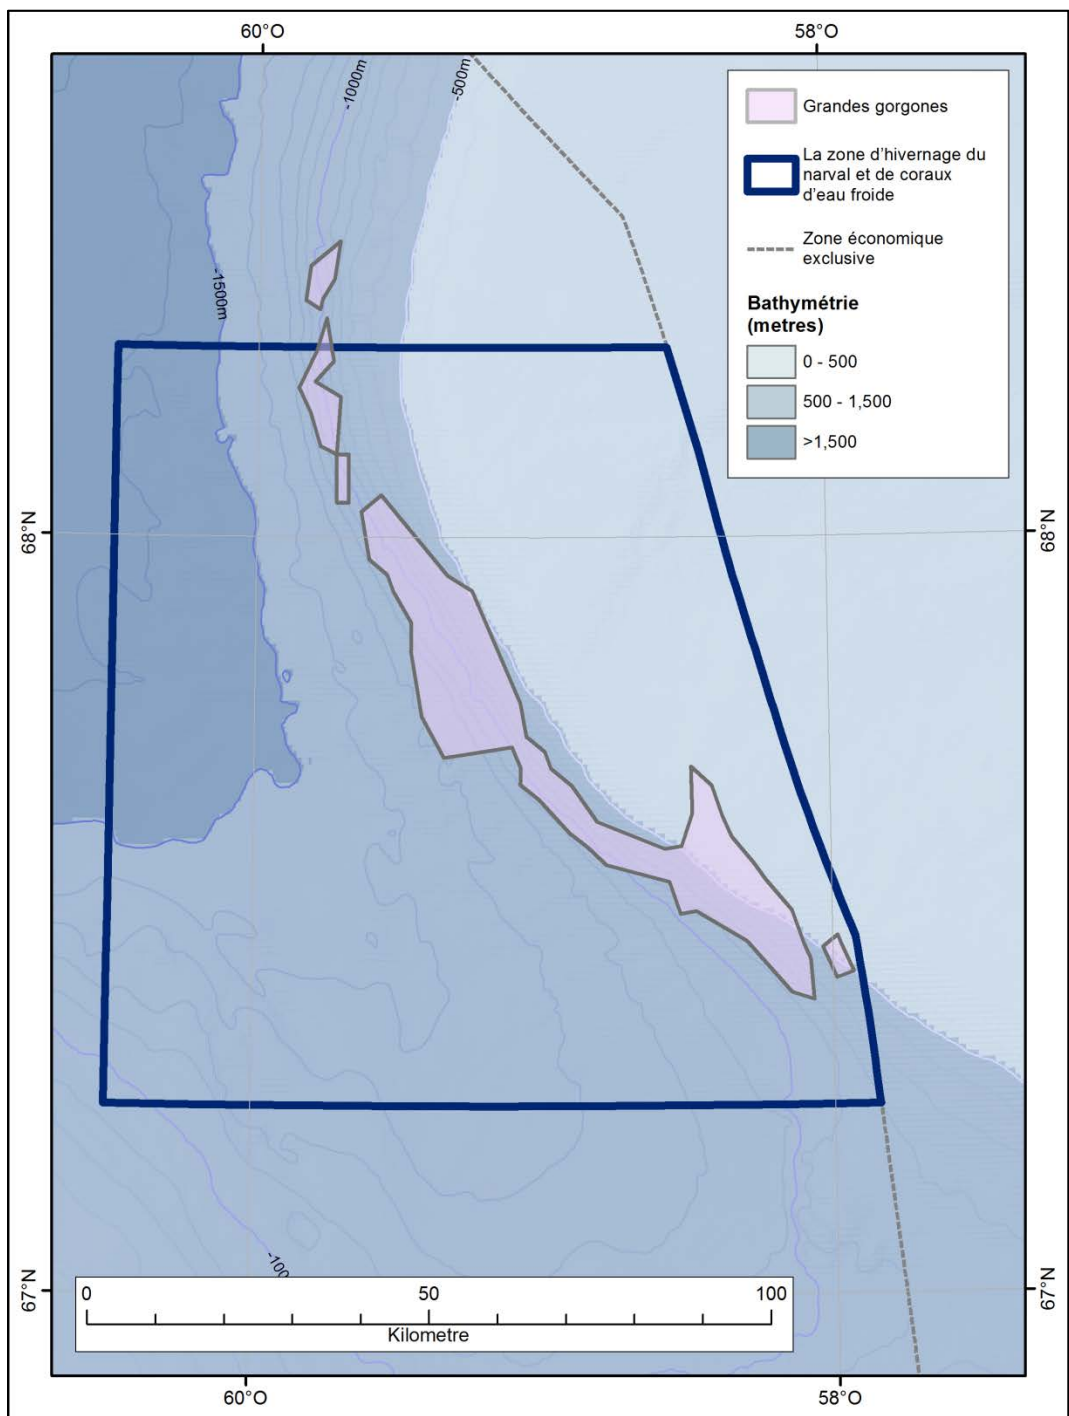 60°O
58°O
-1000m
-500m
-1500m
Grandes gorgones
La zone d'hivernage du
narval et de coraux
d'eau froide
Zone économique
exclusive
Bathymétrie
(metres)
0 - 500
500 - 1,500
>1,500
68°N
68°N
-100
67°N
67°N
0
50
100
Kilometre
60°O
58°O